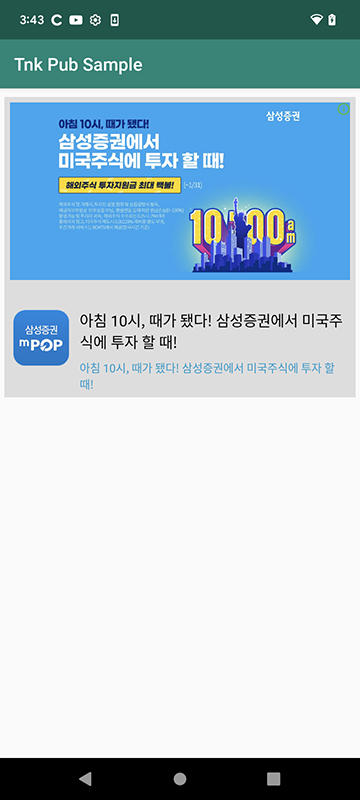 3:43
Tnk Pub Sample
삼성증권
아침 10시, 때가 됐다!
삼성증권에서
미국주식에 투자 할 때!
해외주식 투자지원금 최대 백불!
(~1/31)
10:00am
삼성증권
mPOP
아침 10시, 때가 됐다! 삼성증권에서 미국주
식에 투자 할 때!
아침 10시, 때가 됐다! 삼성증권에서 미국주식에 투자 할
때!